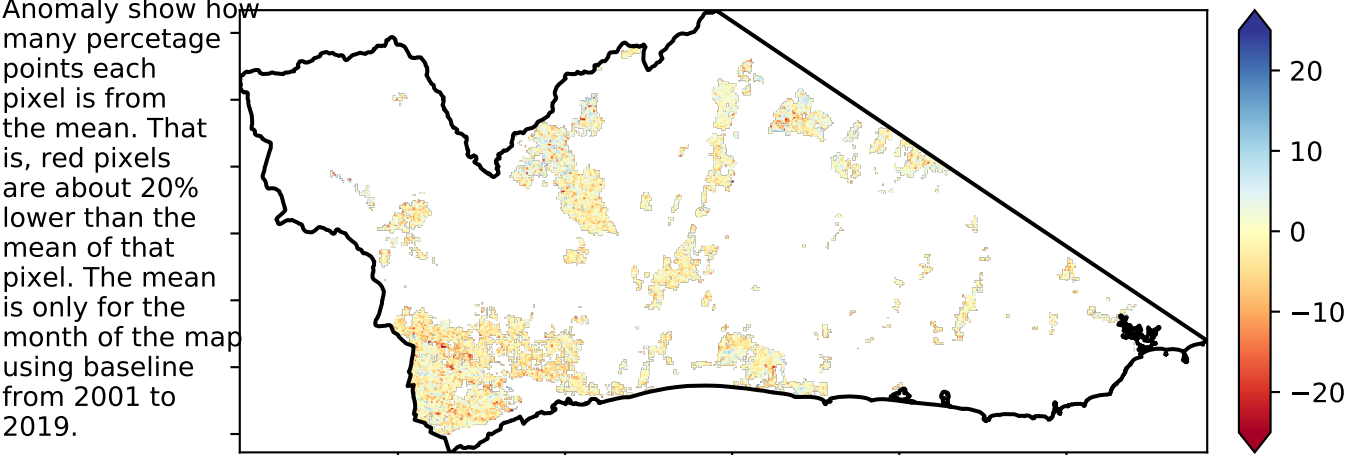 Anomaly show how
many percetage
points each
pixel is from
the mean. That
is, red pixels
are about 20%
lower than the
mean of that
pixel. The mean
is only for the
month of the map
using baseline
from 2001 to
2019.
20
10
0
−10
−20